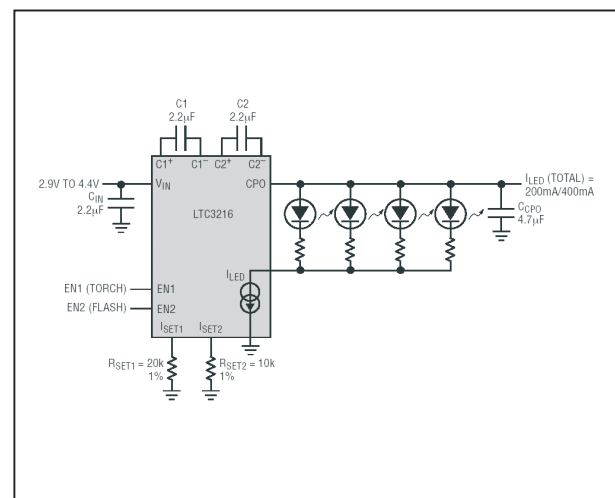 C1
2.2µF
C2
2.2µF
C1+ C1– C2+ C2–
2.9V TO 4.4V
VIN
CPO
CIN
2.2µF
LTC3216
ILED (TOTAL) =
200mA/400mA
CCPO
4.7µF
ILED
EN1 (TORCH)
EN1
EN2 (FLASH)
EN2
ISET1 ISET2
RSET1 = 20k
1%
RSET2 = 10k
1%